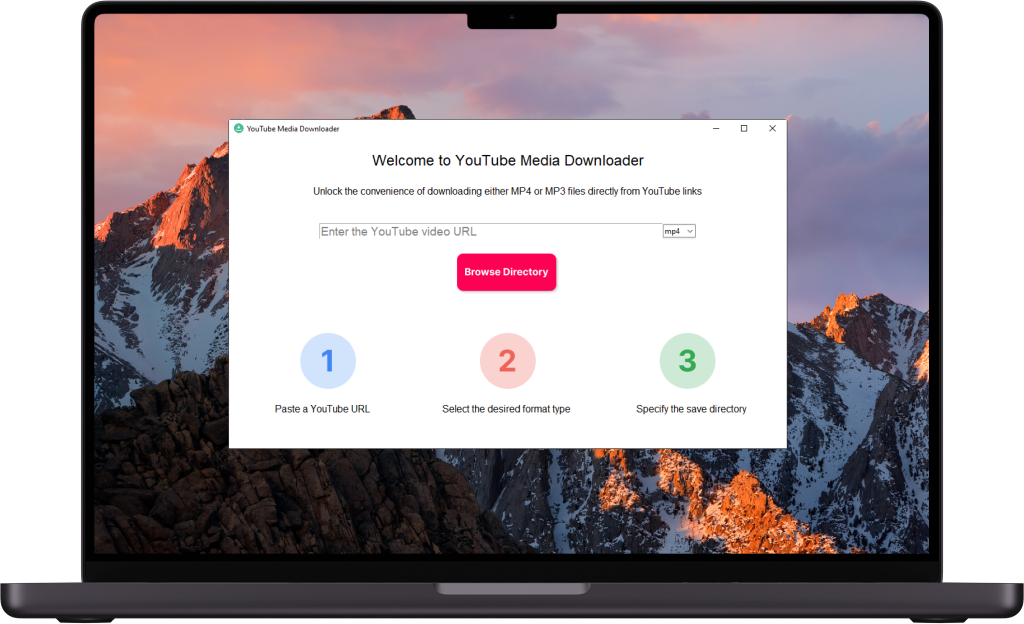 YouTube Media Downloader
Welcome to YouTube Media Downloader
Unlock the convenience of downloading either MP4 or MP3 files directly from YouTube links
Enter the YouTube video URL
mp4
Browse Directory
1
2
3
Paste a YouTube URL
Select the desired format type
Specify the save directory